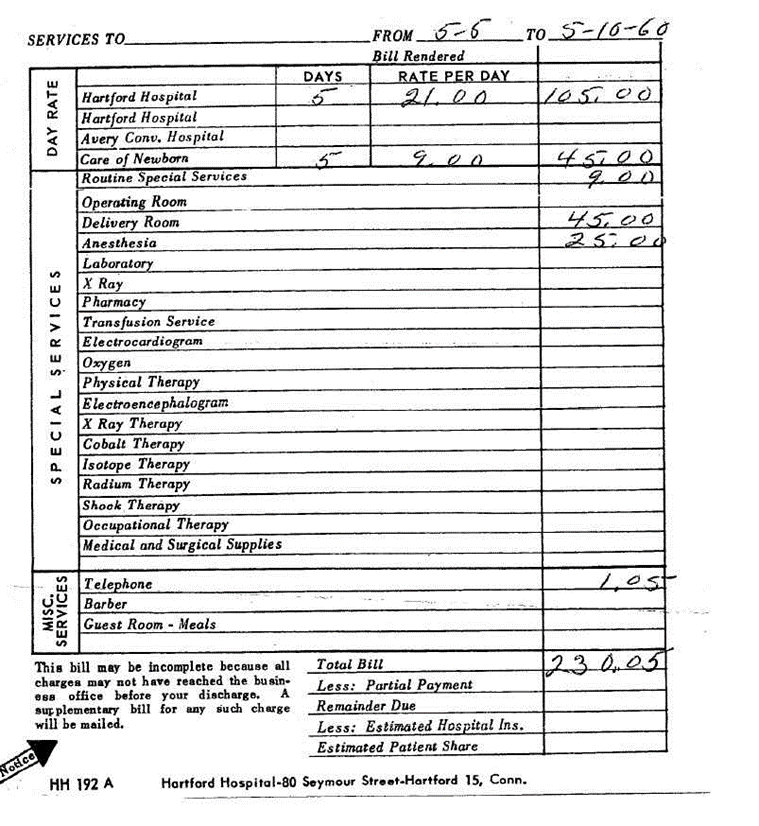 SERVICES TO FROM 5-5 TO 5-10-60
Bill Rendered
DAYS RATE PER DAY
DAY RATE
Hartford Hospital 5 21.00 105.00
Hartford Hospital
Avery Conv. Hospital
Care of Newborn 5 9.00 45.00
SPECIAL SERVICES
Routine Special Services 9.00
Operating Room
Delivery Room 45.00
Anesthesia 25.00
Laboratory
X Ray
Pharmacy
Transfusion Service
Electrocardiogram
Oxygen
Physical Therapy
Electroencephalogram
X Ray Therapy
Cobalt Therapy
Isotope Therapy
Radium Therapy
Shock Therapy
Occupational Therapy
Medical and Surgical Supplies
MISC. SERVICES
Telephone 1.05
Barber
Guest Room - Meals
This bill may be incomplete because all
charges may not have reached the busin-
ess office before your discharge. A
supplementary bill for any such charge
will be mailed.
Total Bill 230.05
Less: Partial Payment
Remainder Due
Less: Estimated Hospital Ins.
Estimated Patient Share
Notice
HH 192 A Hartford Hospital-80 Seymour Street-Hartford 15, Conn.